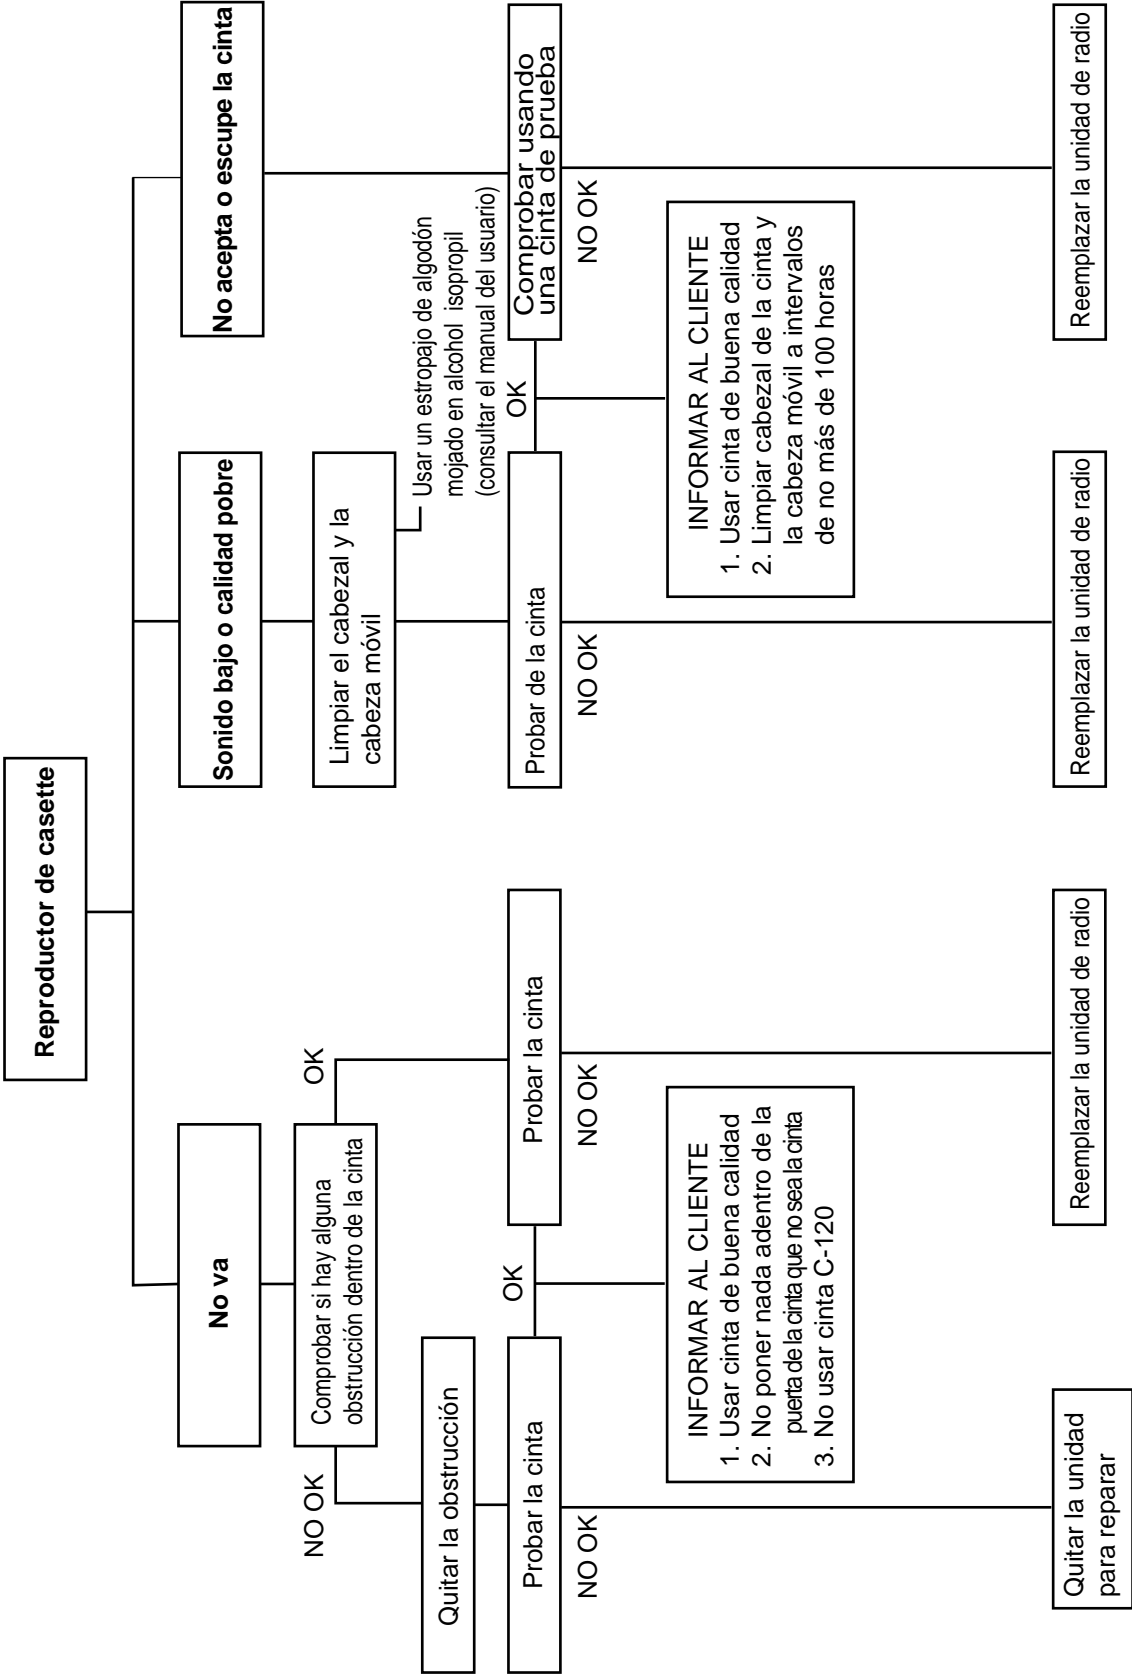 Reproductor de casette
No va
Sonido bajo o calidad pobre
No acepta o escupe la cinta
Comprobar si hay alguna
obstrucción dentro de la cinta
NO OK
OK
Limpiar el cabezal y la
cabeza móvil
Usar un estropajo de algodón
mojado en alcohol isopropil
(consultar el manual del usuario)
Quitar la obstrucción
Probar la cinta
OK
Probar la cinta
Probar de la cinta
OK
Comprobar usando
una cinta de prueba
NO OK
NO OK
NO OK
NO OK
INFORMAR AL CLIENTE
1. Usar cinta de buena calidad
2. No poner nada adentro de la
puerta de la cinta que no sea la cinta
3. No usar cinta C-120
INFORMAR AL CLIENTE
1. Usar cinta de buena calidad
2. Limpiar cabezal de la cinta y
la cabeza móvil a intervalos
de no más de 100 horas
Quitar la unidad
para reparar
Reemplazar la unidad de radio
Reemplazar la unidad de radio
Reemplazar la unidad de radio